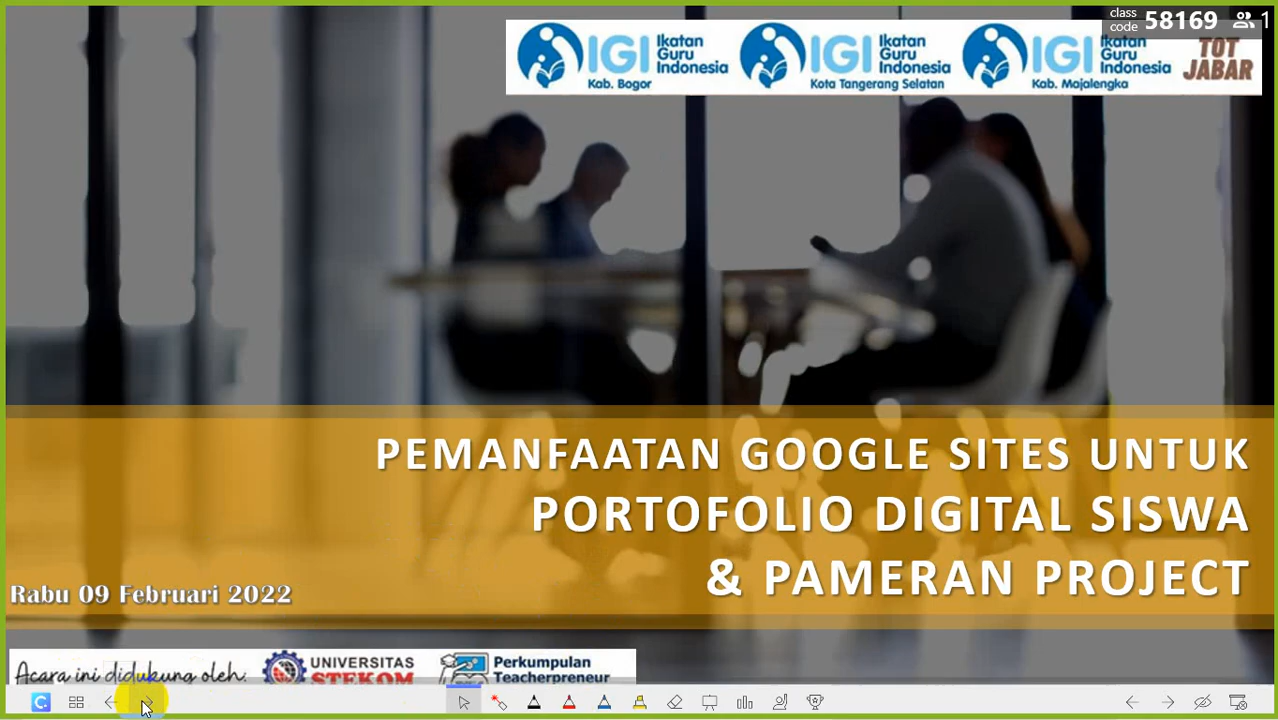 class code 58169 1
IGI Ikatan Guru Indonesia Kab. Bogor
IGI Ikatan Guru Indonesia Kota Tangerang Selatan
IGI Ikatan Guru Indonesia Kab. Majalengka
TOT JABAR
PEMANFAATAN GOOGLE SITES UNTUK
PORTOFOLIO DIGITAL SISWA
& PAMERAN PROJECT
Rabu 09 Februari 2022
Acara ini didukung oleh:
UNIVERSITAS
STEKOM
Perkumpulan
Teacherpreneur